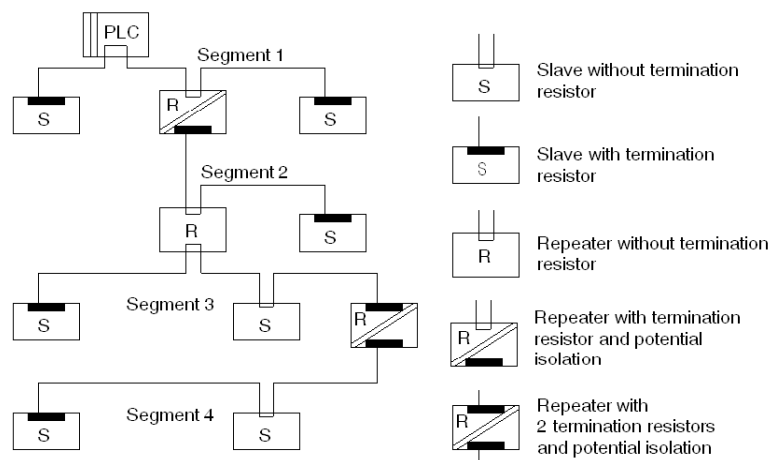 PLC
Segment 1
S
R
S
Segment 2
R
S
Segment 3
S
S
R
Segment 4
S
S
S
Slave without termination
resistor
S
Slave with termination
resistor
R
Repeater without termination
resistor
R
Repeater with termination
resistor and potential
isolation
R
Repeater with
2 termination resistors
and potential isolation